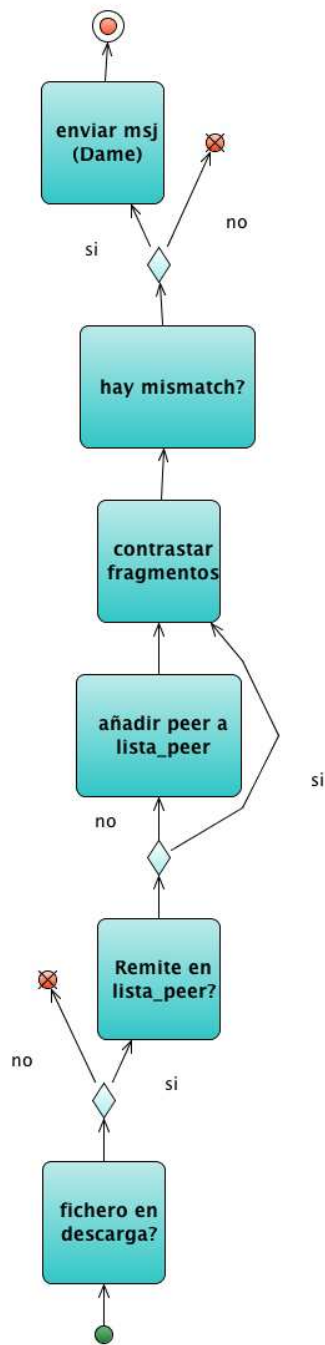 enviar msj
(Dame)
si
no
hay mismatch?
contrastar
fragmentos
añadir peer a
lista_peer
no
si
Remite en
lista_peer?
no
si
fichero en
descarga?